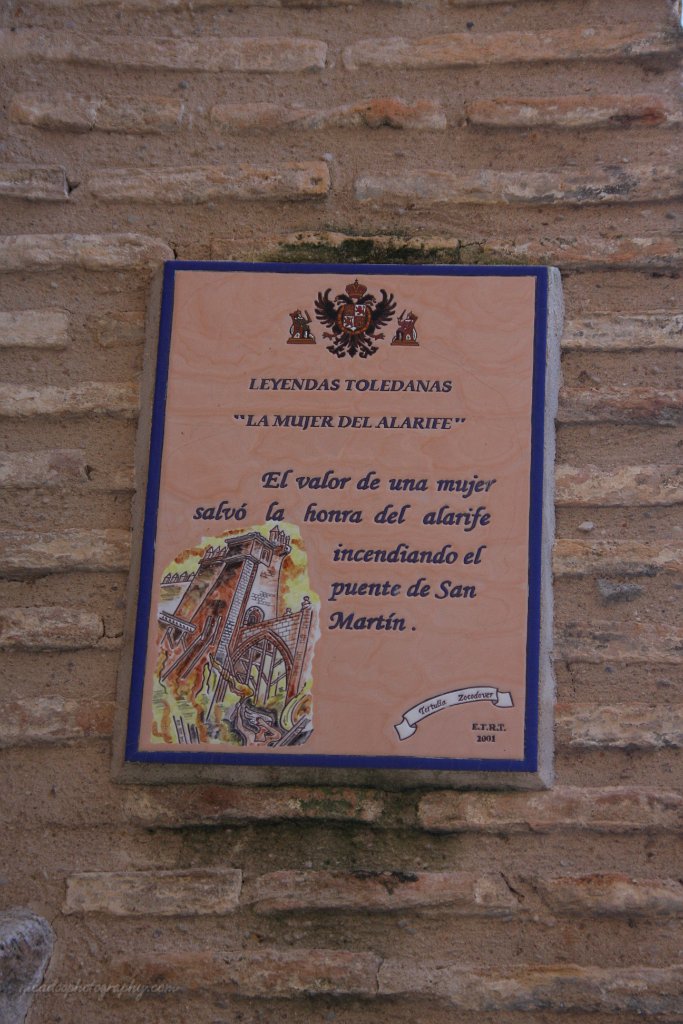 LEYENDAS TOLEDANAS
“LA MUJER DEL ALARIFE”
El valor de una mujer
salvó la honra del alarife
incendiando el
puente de San
Martín.
Tertulia Zocodover
E.T.R.T.
2001